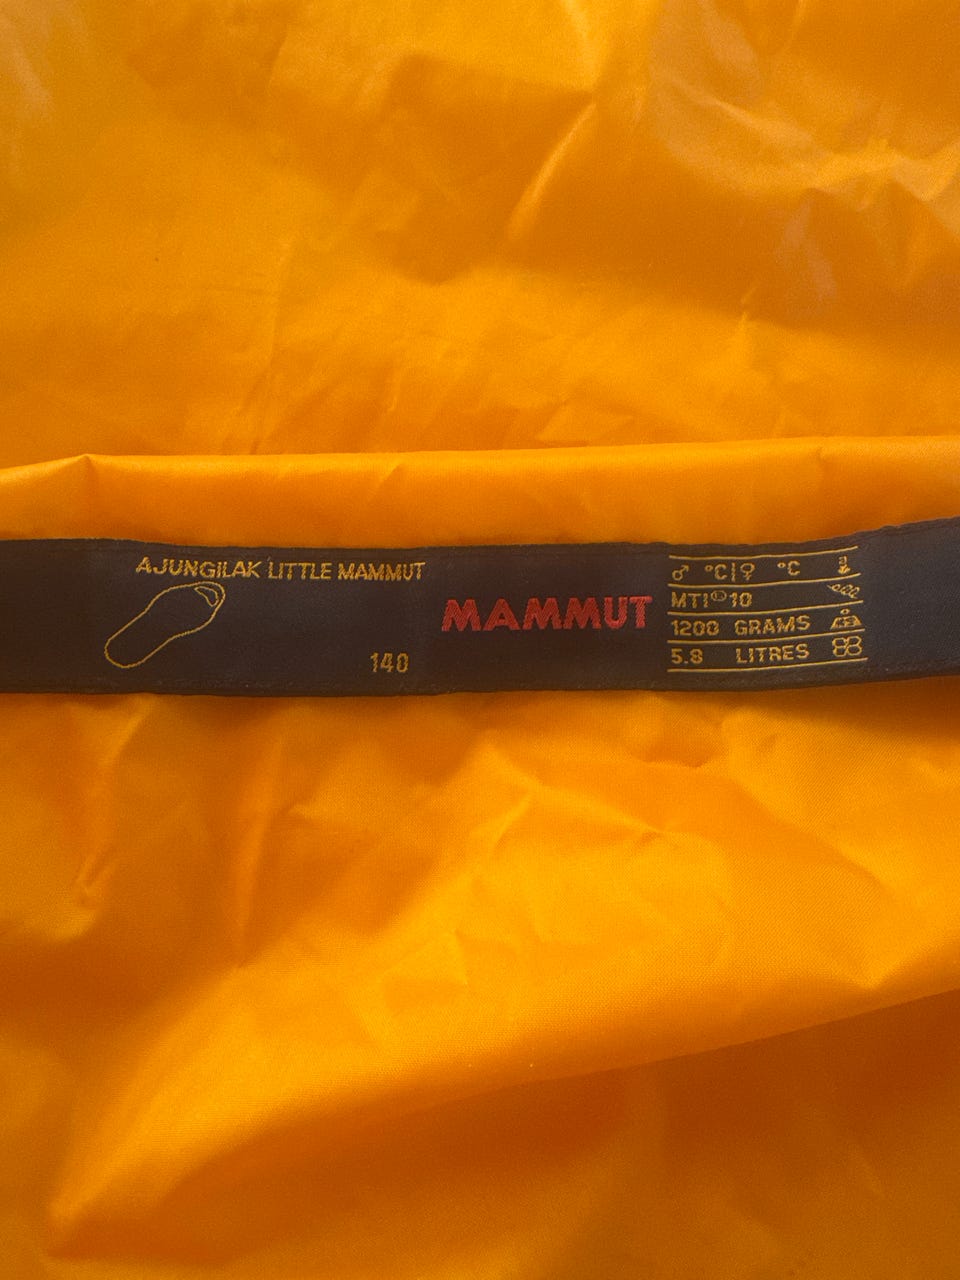 AJUNGILAK LITTLE MAMMUT
140
MAMMUT
♂ °C|♀ °C
MTI 10
1200 GRAMS
5.8 LITRES